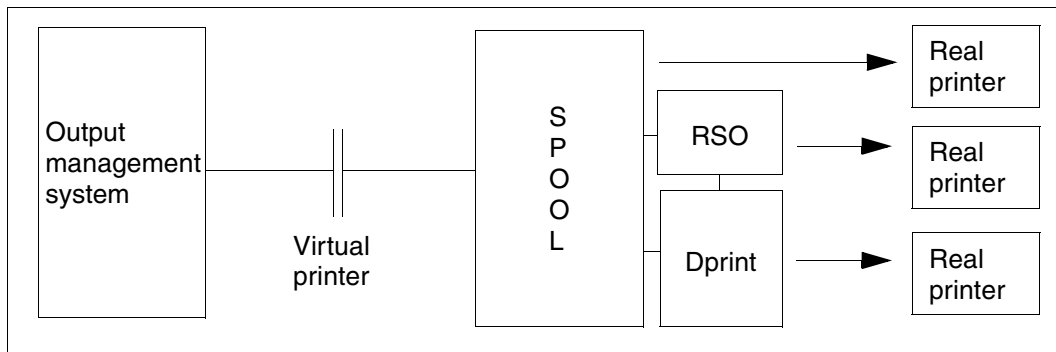 Output
management
system
Virtual
printer
S
P
O
O
L
RSO
Dprint
Real
printer
Real
printer
Real
printer